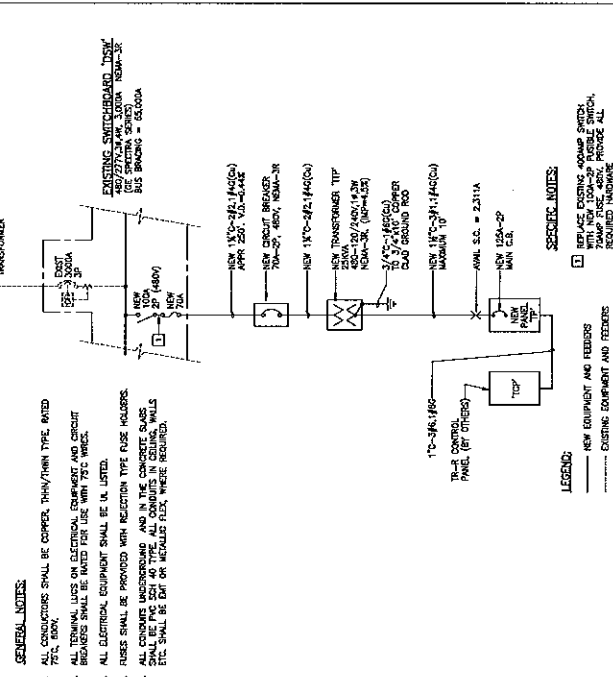 TRANSFORMER
GENERAL NOTES:
ALL CONDUCTORS SHALL BE COPPER, THHN/THWN TYPE, RATED
75°C, 600V.
ALL TERMINAL LUGS ON ELECTRICAL EQUIPMENT AND CIRCUIT
BREAKERS SHALL BE RATED FOR USE WITH 75°C WIRES.
ALL ELECTRICAL EQUIPMENT SHALL BE UL LISTED.
FUSES SHALL BE PROVIDED WITH REJECTION TYPE FUSE HOLDERS.
ALL CONDUITS UNDERGROUND AND IN THE CONCRETE SLABS
SHALL BE PVC SCH 40 TYPE. ALL CONDUITS IN CEILING, WALLS
ETC. SHALL BE EMT OR METALLIC FLEX, WHERE REQUIRED.
EXIST
3000A
3P
EXISTING SWITCHBOARD "DSW"
480/277V,3Ø,4W, 3,000A NEMA-3R
(GE SPECTRA SERIES)
BUS BRACING = 65,000A
NEW
100A
2P (480V)
NEW
70A
1
NEW 1¼"C-2#2,1#4G(Cu)
APPR 250'. V.D.=0.44%
NEW CIRCUIT BREAKER
70A-2P, 480V, NEMA-3R
NEW 1¼"C-2#2,1#4G(Cu)
NEW TRANSFORMER "TTP"
25KVA
480-120/240V,1Ø,3W
NEMA-3R, (IMP=4.5%)
3/4"C-1#8G(Cu)
TO 3/4"X10' COPPER
CLAD GROUND ROD
NEW 1½"C-3#1,1#4G(Cu)
MAXIMUM 10'
AVAIL S.C. = 2,311A
NEW 125A-2P
MAIN C.B.
NEW
PANEL
"TP"
1"C-3#6,1#8G
TR-R CONTROL
PANEL (BY OTHERS)
"TCP"
SPECIFIC NOTES:
1 REPLACE EXISTING 400AMP SWITCH
WITH NEW 100A-2P FUSIBLE SWITCH,
70AMP FUSE, 480V, PROVIDE ALL
REQUIRED HARDWARE
LEGEND:
NEW EQUIPMENT AND FEEDERS
EXISTING EQUIPMENT AND FEEDERS